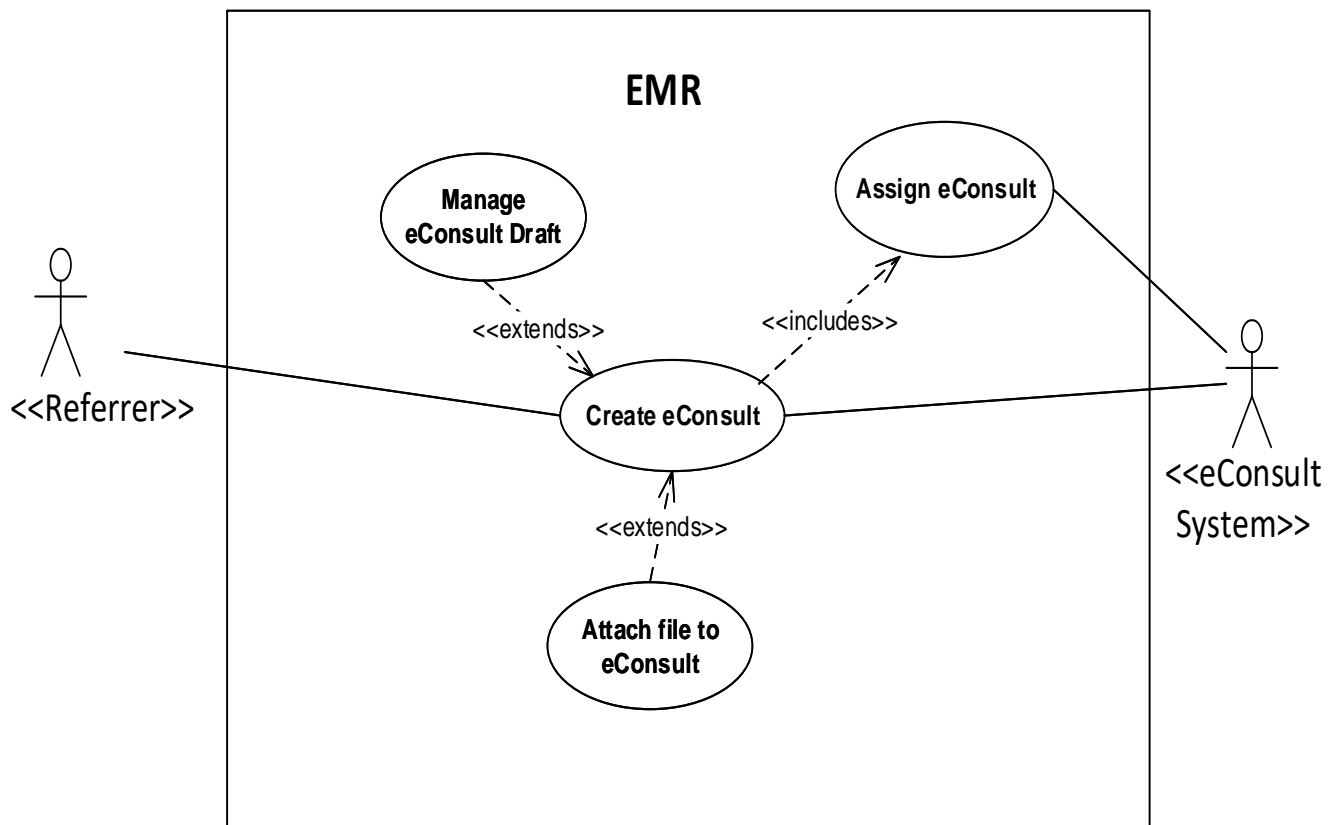 EMR
Manage
eConsult Draft
Assign eConsult
<<extends>>
<<includes>>
<<Referrer>>
Create eConsult
<<eConsult
System>>
<<extends>>
Attach file to
eConsult